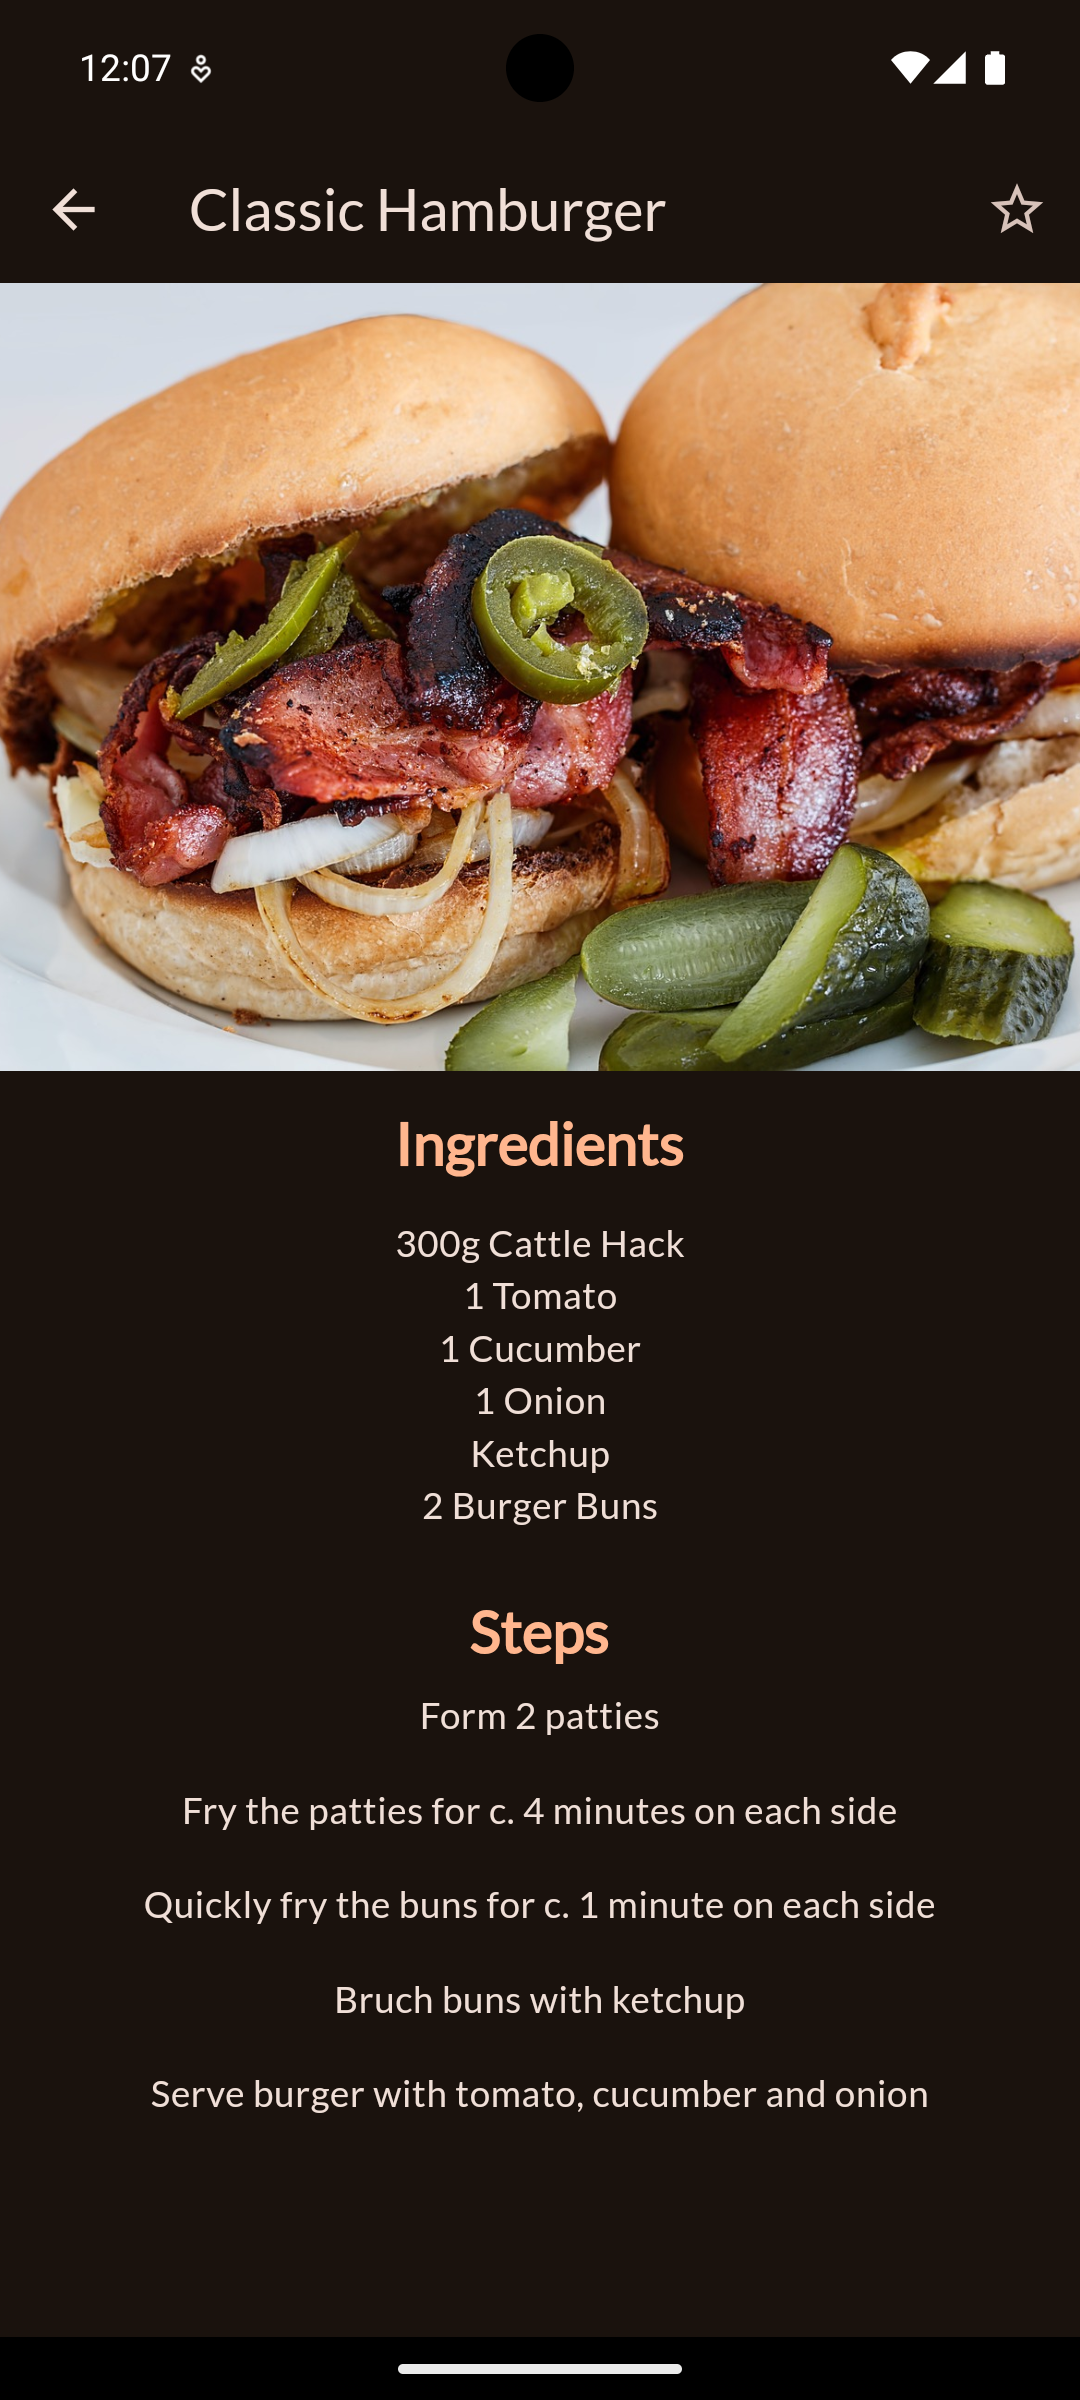 12:07
Classic Hamburger
Ingredients
300g Cattle Hack
1 Tomato
1 Cucumber
1 Onion
Ketchup
2 Burger Buns
Steps
Form 2 patties
Fry the patties for c. 4 minutes on each side
Quickly fry the buns for c. 1 minute on each side
Bruch buns with ketchup
Serve burger with tomato, cucumber and onion